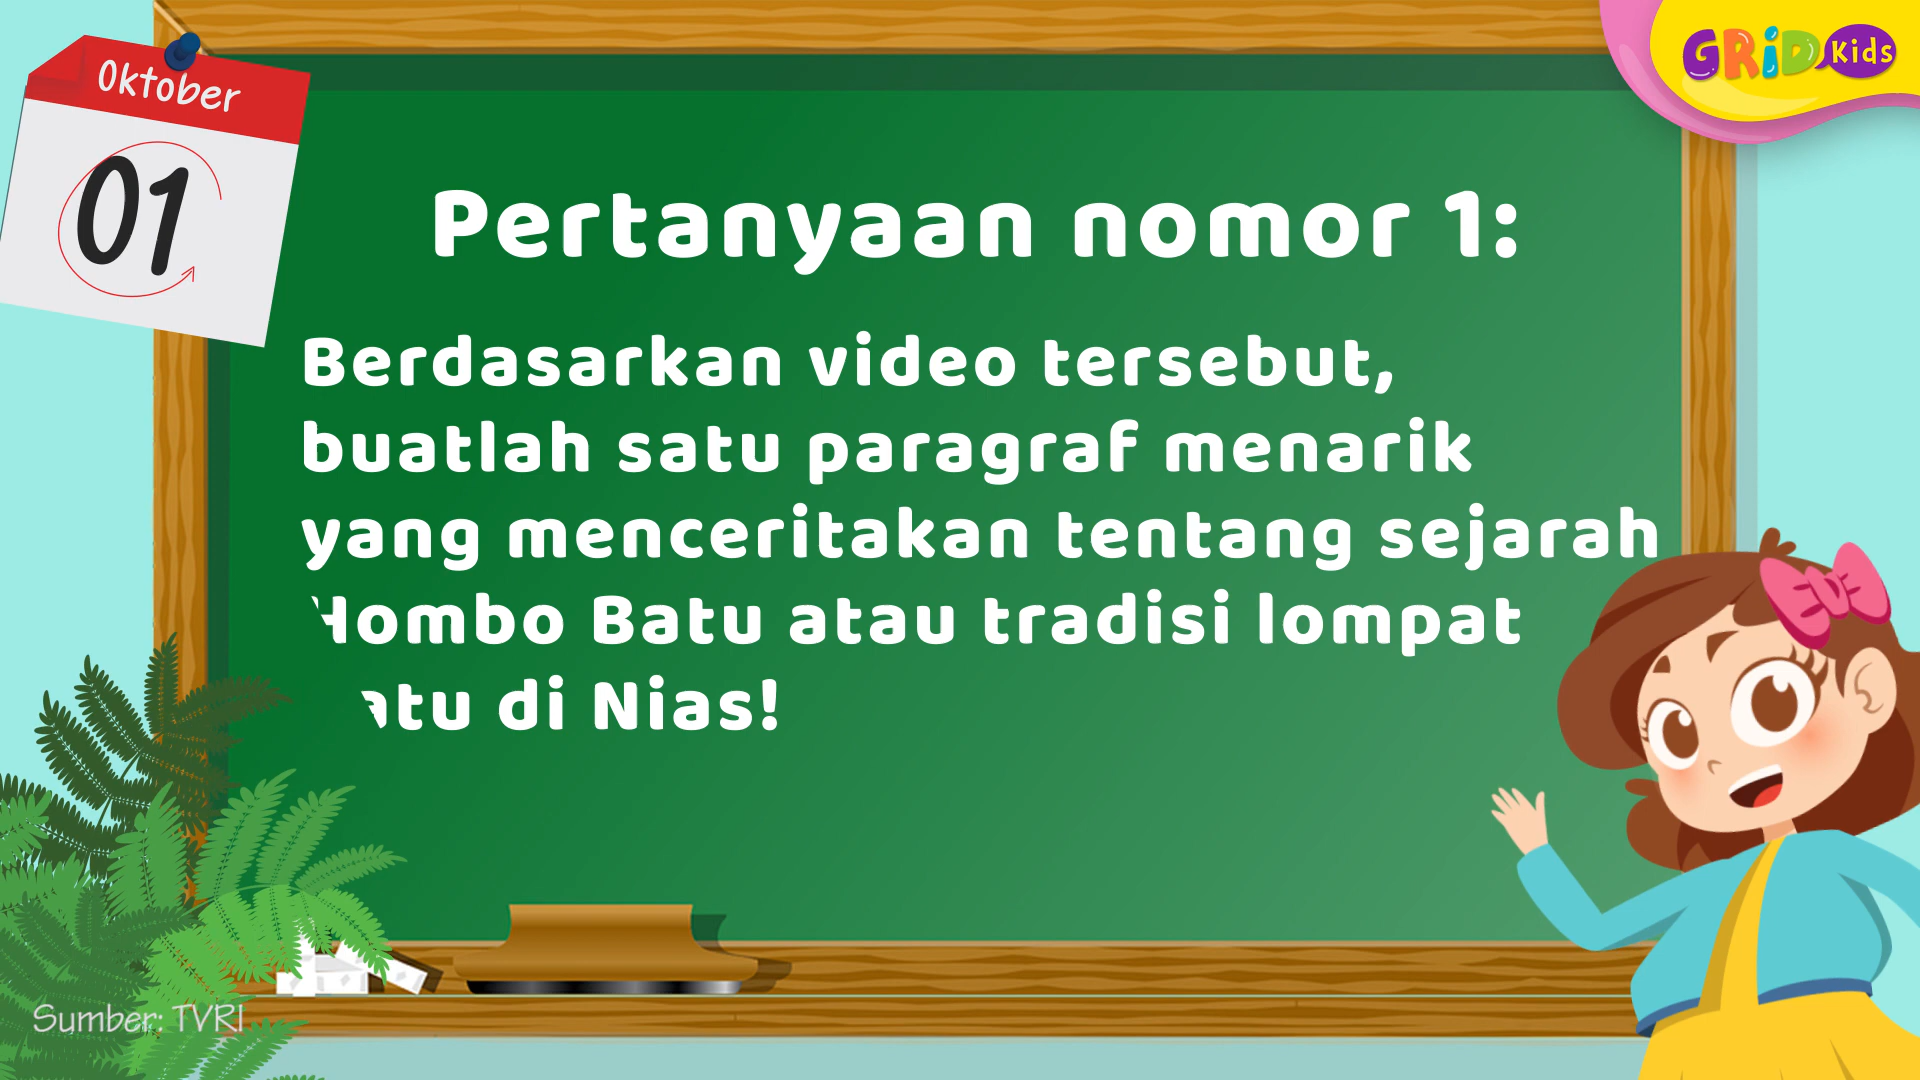 Oktober
01
GRiD Kids
Pertanyaan nomor 1:
Berdasarkan video tersebut,
buatlah satu paragraf menarik
yang menceritakan tentang sejarah
Hombo Batu atau tradisi lompat
di Nias!
Sumber: TVRI